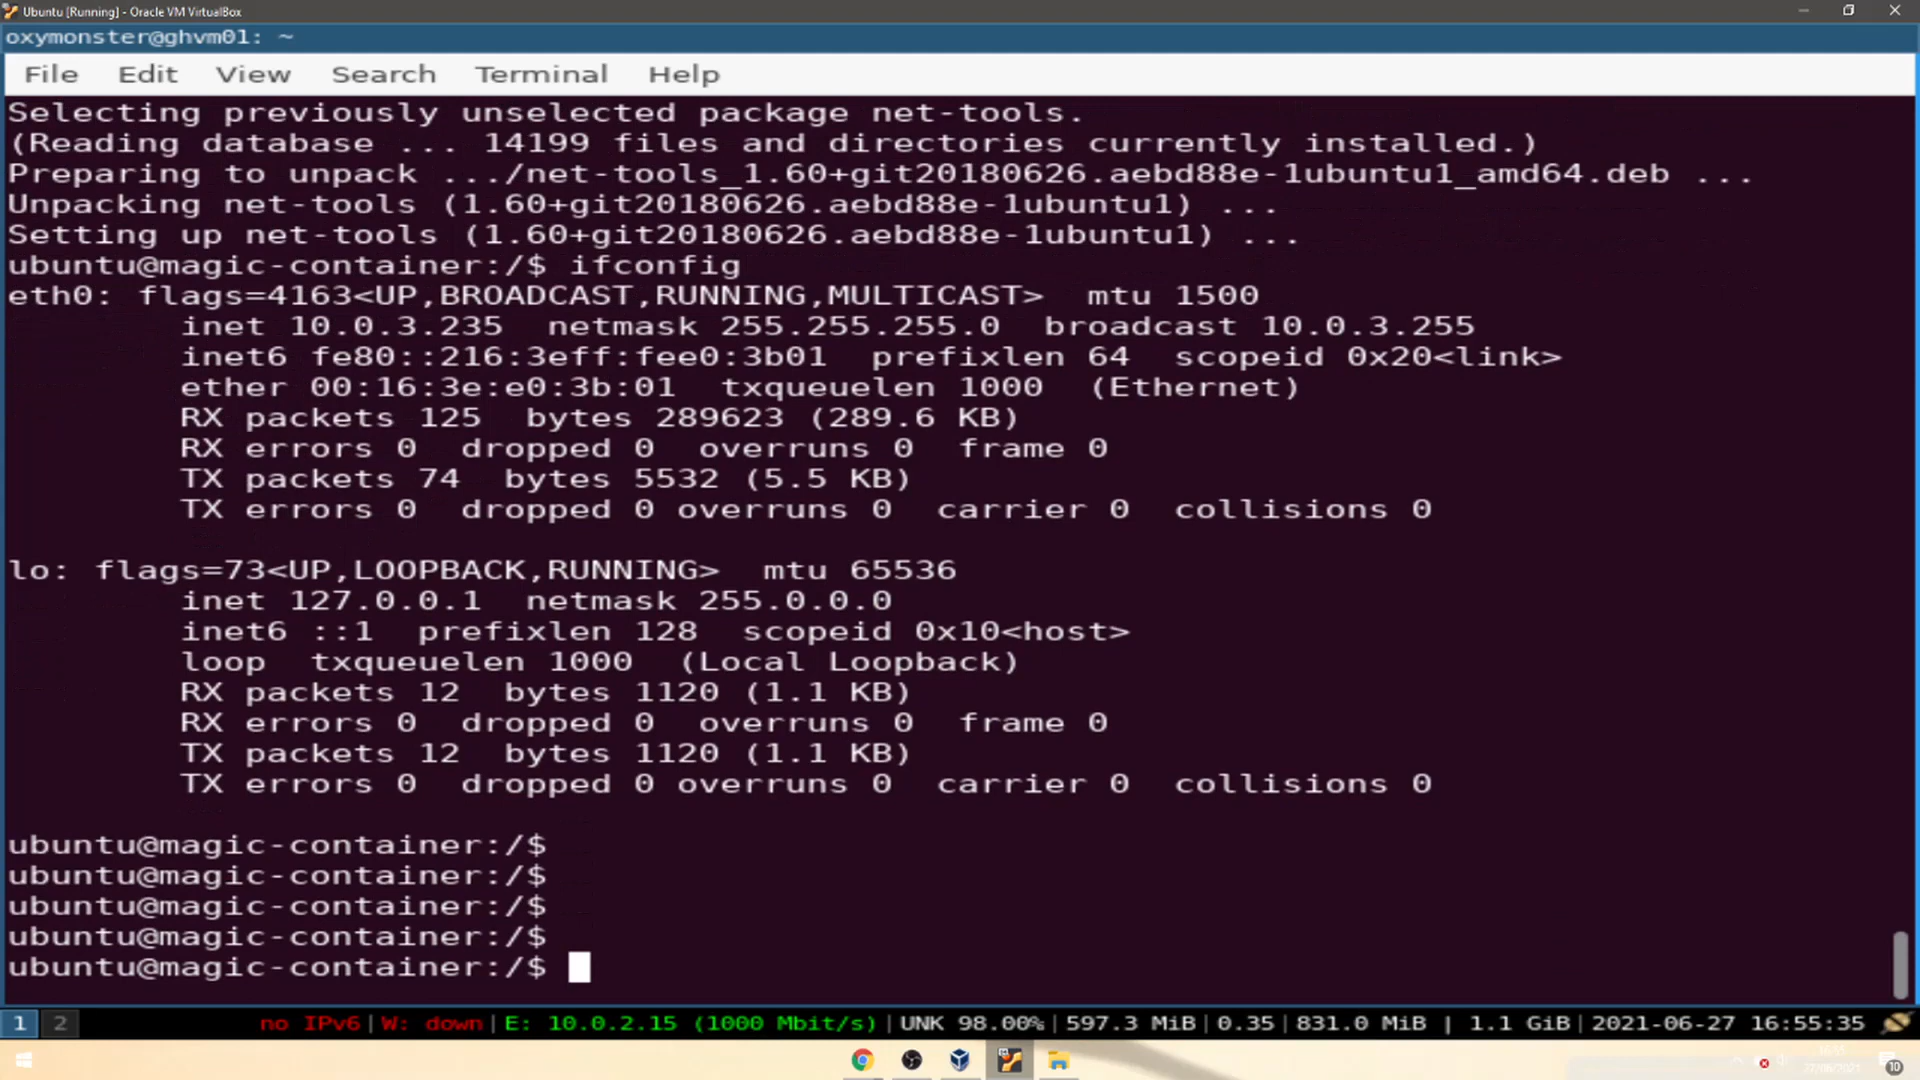 Ubuntu [Running] - Oracle VM VirtualBox
oxymonster@ghvm01: ~
File Edit View Search Terminal Help
Selecting previously unselected package net-tools.
(Reading database ... 14199 files and directories currently installed.)
Preparing to unpack .../net-tools_1.60+git20180626.aebd88e-1ubuntu1_amd64.deb ...
Unpacking net-tools (1.60+git20180626.aebd88e-1ubuntu1) ...
Setting up net-tools (1.60+git20180626.aebd88e-1ubuntu1) ...
ubuntu@magic-container:/$ ifconfig
eth0: flags=4163<UP,BROADCAST,RUNNING,MULTICAST>  mtu 1500
inet 10.0.3.235  netmask 255.255.255.0  broadcast 10.0.3.255
inet6 fe80::216:3eff:fee0:3b01  prefixlen 64  scopeid 0x20<link>
ether 00:16:3e:e0:3b:01  txqueuelen 1000  (Ethernet)
RX packets 125  bytes 289623 (289.6 KB)
RX errors 0  dropped 0  overruns 0  frame 0
TX packets 74  bytes 5532 (5.5 KB)
TX errors 0  dropped 0 overruns 0  carrier 0  collisions 0
lo: flags=73<UP,LOOPBACK,RUNNING>  mtu 65536
inet 127.0.0.1  netmask 255.0.0.0
inet6 ::1  prefixlen 128  scopeid 0x10<host>
loop  txqueuelen 1000  (Local Loopback)
RX packets 12  bytes 1120 (1.1 KB)
RX errors 0  dropped 0  overruns 0  frame 0
TX packets 12  bytes 1120 (1.1 KB)
TX errors 0  dropped 0 overruns 0  carrier 0  collisions 0
ubuntu@magic-container:/$
ubuntu@magic-container:/$
ubuntu@magic-container:/$
ubuntu@magic-container:/$
ubuntu@magic-container:/$
1 2 no IPv6|W: down|E: 10.0.2.15 (1000 Mbit/s)|UNK 98.00%|597.3 MiB|0.35|831.0 MiB | 1.1 GiB|2021-06-27 16:55:35
10